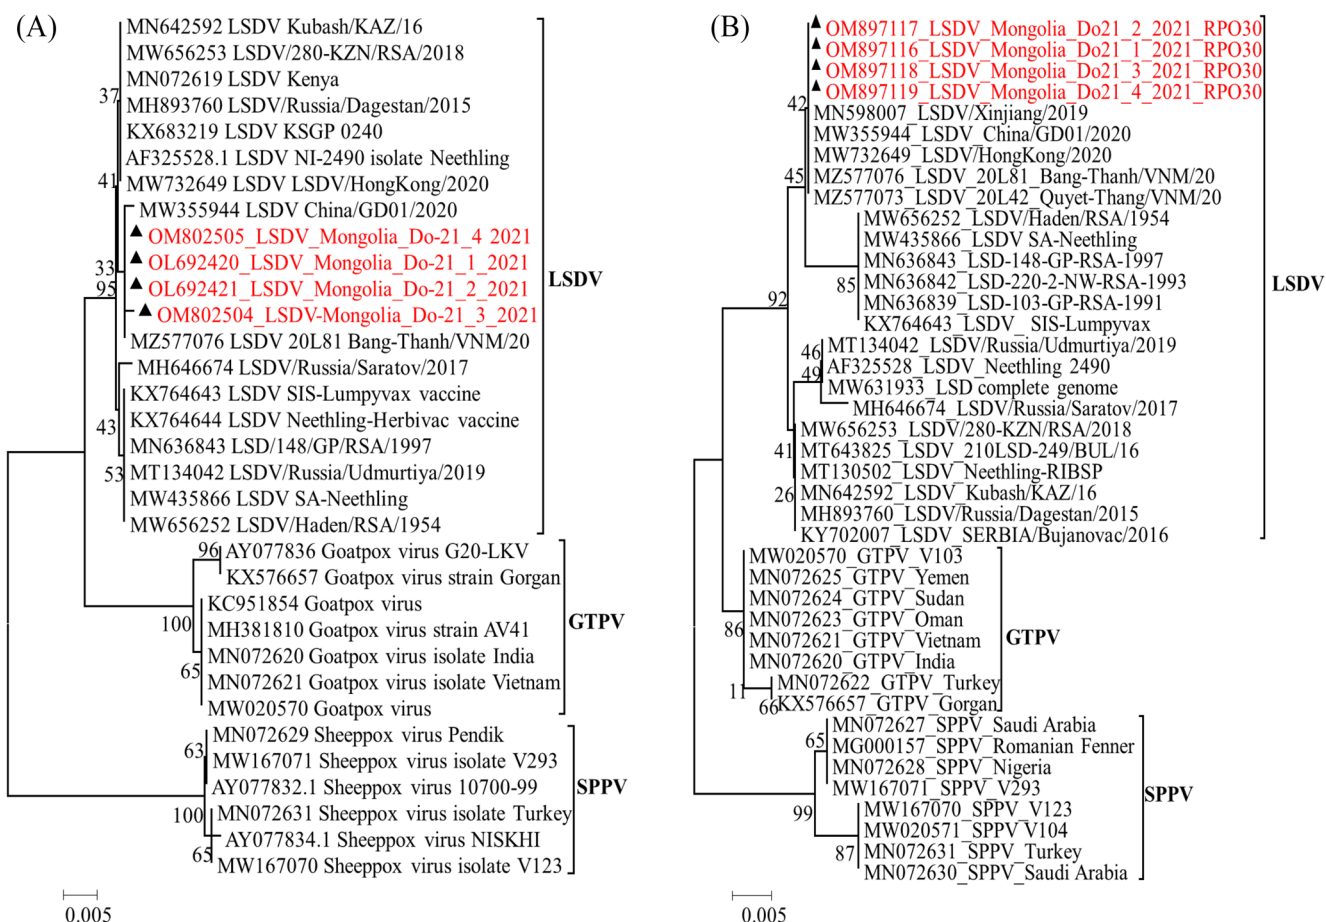 (A)
MN642592 LSDV Kubash/KAZ/16
MW656253 LSDV/280-KZN/RSA/2018
MN072619 LSDV Kenya
37
MH893760 LSDV/Russia/Dagestan/2015
KX683219 LSDV KSGP 0240
AF325528.1 LSDV NI-2490 isolate Neethling
41
MW732649 LSDV LSDV/HongKong/2020
MW355944 LSDV China/GD01/2020
OM802505_LSDV_Mongolia_Do-21_4 2021
33
OL692420_LSDV_Mongolia_Do-21_1_2021
95
OL692421_LSDV_Mongolia_Do-21_2_2021
OM802504_LSDV-Mongolia_Do-21_3_2021
MZ577076 LSDV 20L81 Bang-Thanh/VNM/20
MH646674 LSDV/Russia/Saratov/2017
KX764643 LSDV SIS-Lumpyvax vaccine
KX764644 LSDV Neethling-Herbivac vaccine
43
MN636843 LSD/148/GP/RSA/1997
53
MT134042 LSDV/Russia/Udmurtiya/2019
MW435866 LSDV SA-Neethling
MW656252 LSDV/Haden/RSA/1954
LSDV
96
AY077836 Goatpox virus G20-LKV
KX576657 Goatpox virus strain Gorgan
KC951854 Goatpox virus
100
MH381810 Goatpox virus strain AV41
MN072620 Goatpox virus isolate India
65
MN072621 Goatpox virus isolate Vietnam
MW020570 Goatpox virus
GTPV
MN072629 Sheeppox virus Pendik
63
MW167071 Sheeppox virus isolate V293
AY077832.1 Sheeppox virus 10700-99
100
MN072631 Sheeppox virus isolate Turkey
AY077834.1 Sheeppox virus NISKHI
65
MW167070 Sheeppox virus isolate V123
SPPV
0.005
(B)
OM897117_LSDV_Mongolia_Do21_2_2021_RPO30
OM897116_LSDV_Mongolia_Do21_1_2021_RPO30
OM897118_LSDV_Mongolia_Do21_3_2021_RPO30
OM897119_LSDV_Mongolia_Do21_4_2021_RPO30
42
MN598007_LSDV/Xinjiang/2019
MW355944_LSDV_China/GD01/2020
MW732649_LSDV/HongKong/2020
45
MZ577076_LSDV_20L81_Bang-Thanh/VNM/20
MZ577073_LSDV_20L42_Quyet-Thang/VNM/20
MW656252_LSDV/Haden/RSA/1954
MW435866_LSDV SA-Neethling
MN636843_LSD-148-GP-RSA-1997
85
MN636842_LSD-220-2-NW-RSA-1993
92
MN636839_LSD-103-GP-RSA-1991
KX764643_LSDV_ SIS-Lumpyvax
46
MT134042_LSDV/Russia/Udmurtiya/2019
49
AF325528_LSDV_Neethling 2490
MW631933_LSD complete genome
MH646674_LSDV/Russia/Saratov/2017
MW656253_LSDV/280-KZN/RSA/2018
41
MT643825_LSDV_210LSD-249/BUL/16
MT130502_LSDV_Neethling-RIBSP
26
MN642592_LSDV_Kubash/KAZ/16
MH893760_LSDV/Russia/Dagestan/2015
KY702007_LSDV_SERBIA/Bujanovac/2016
LSDV
MW020570_GTPV_V103
MN072625_GTPV_Yemen
MN072624_GTPV_Sudan
MN072623_GTPV_Oman
86
MN072621_GTPV_Vietnam
MN072620_GTPV_India
11
MN072622_GTPV_Turkey
66
KX576657_GTPV_Gorgan
GTPV
MN072627_SPPV_Saudi Arabia
65
MG000157_SPPV_Romanian Fenner
MN072628_SPPV_Nigeria
MW167071_SPPV_V293
99
MW167070_SPPV_V123
MW020571_SPPV V104
87
MN072631_SPPV_Turkey
MN072630_SPPV_Saudi Arabia
SPPV
0.005